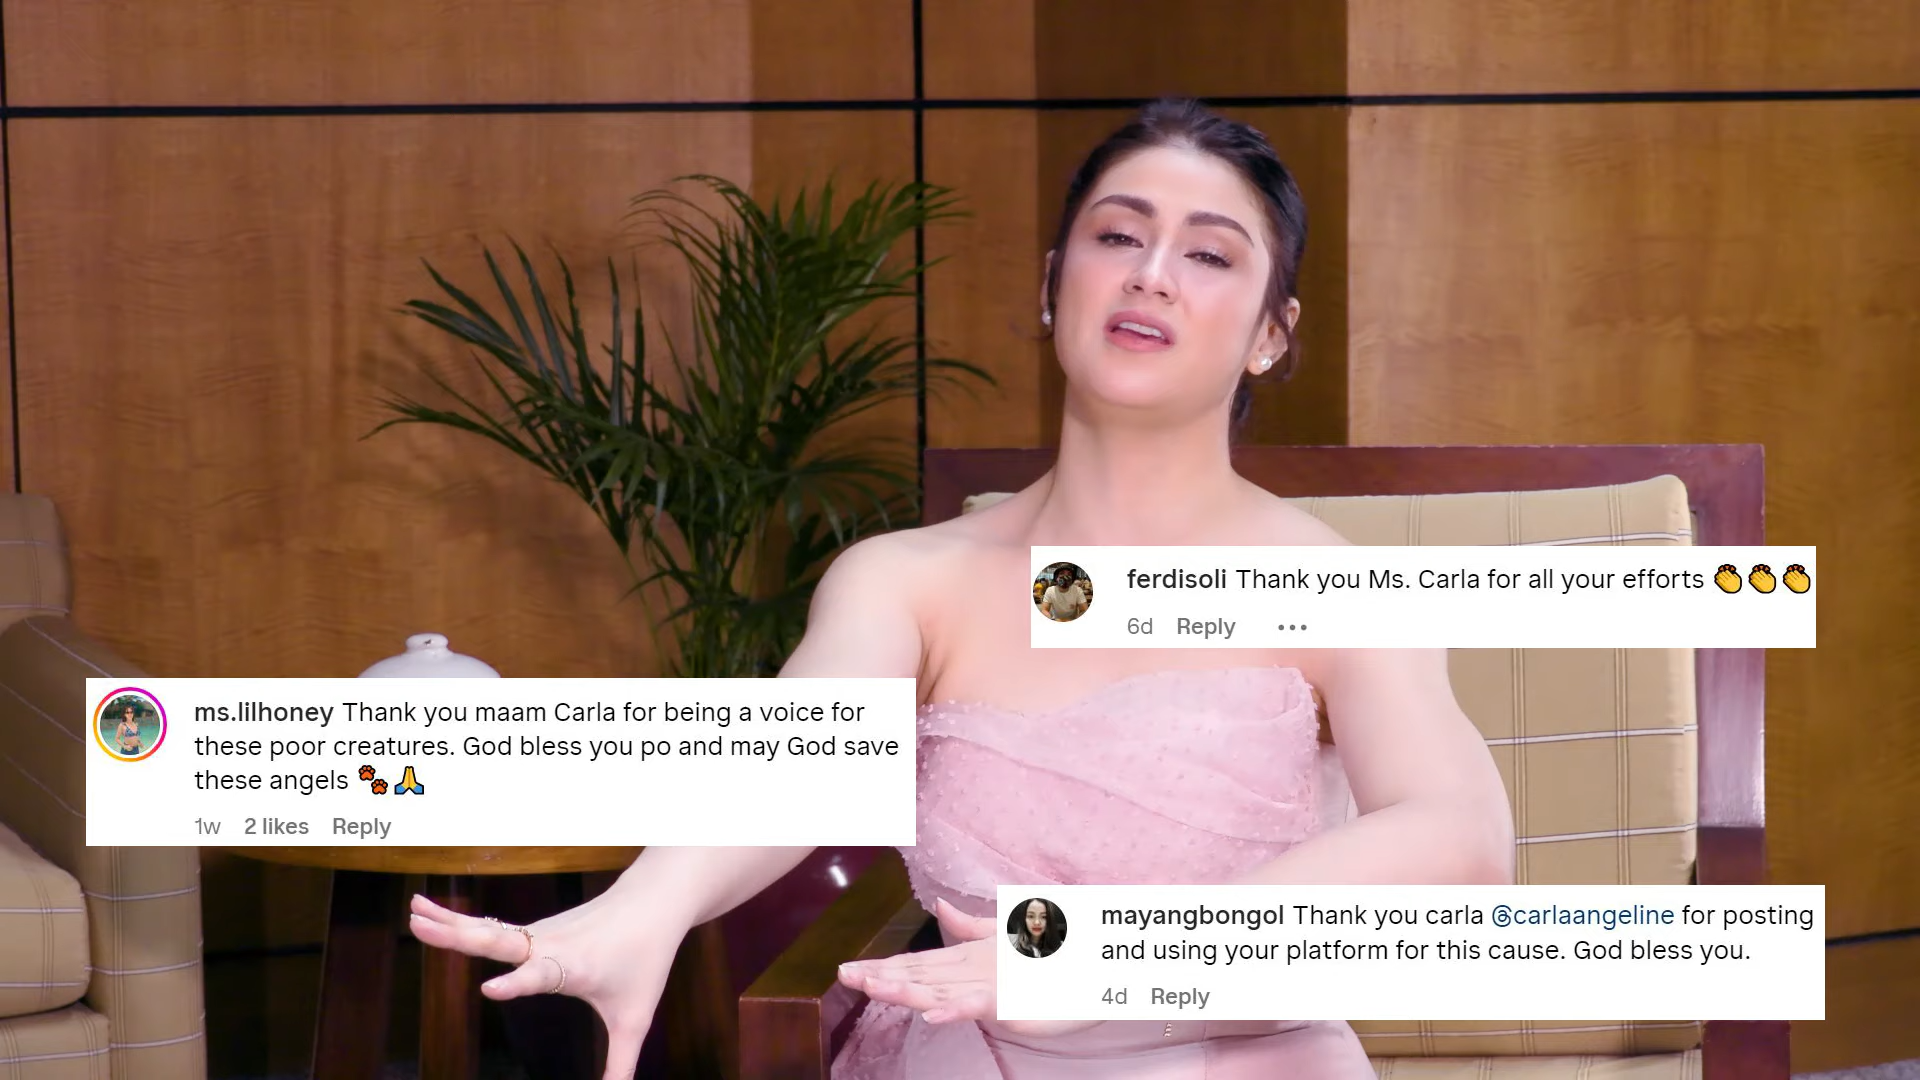 ferdisoli Thank you Ms. Carla for all your efforts 👏👏👏
6d Reply •••
ms.lilhoney Thank you maam Carla for being a voice for
these poor creatures. God bless you po and may God save
these angels 🐾🙏
1w 2 likes Reply
mayangbongol Thank you carla @carlaangeline for posting
and using your platform for this cause. God bless you.
4d Reply